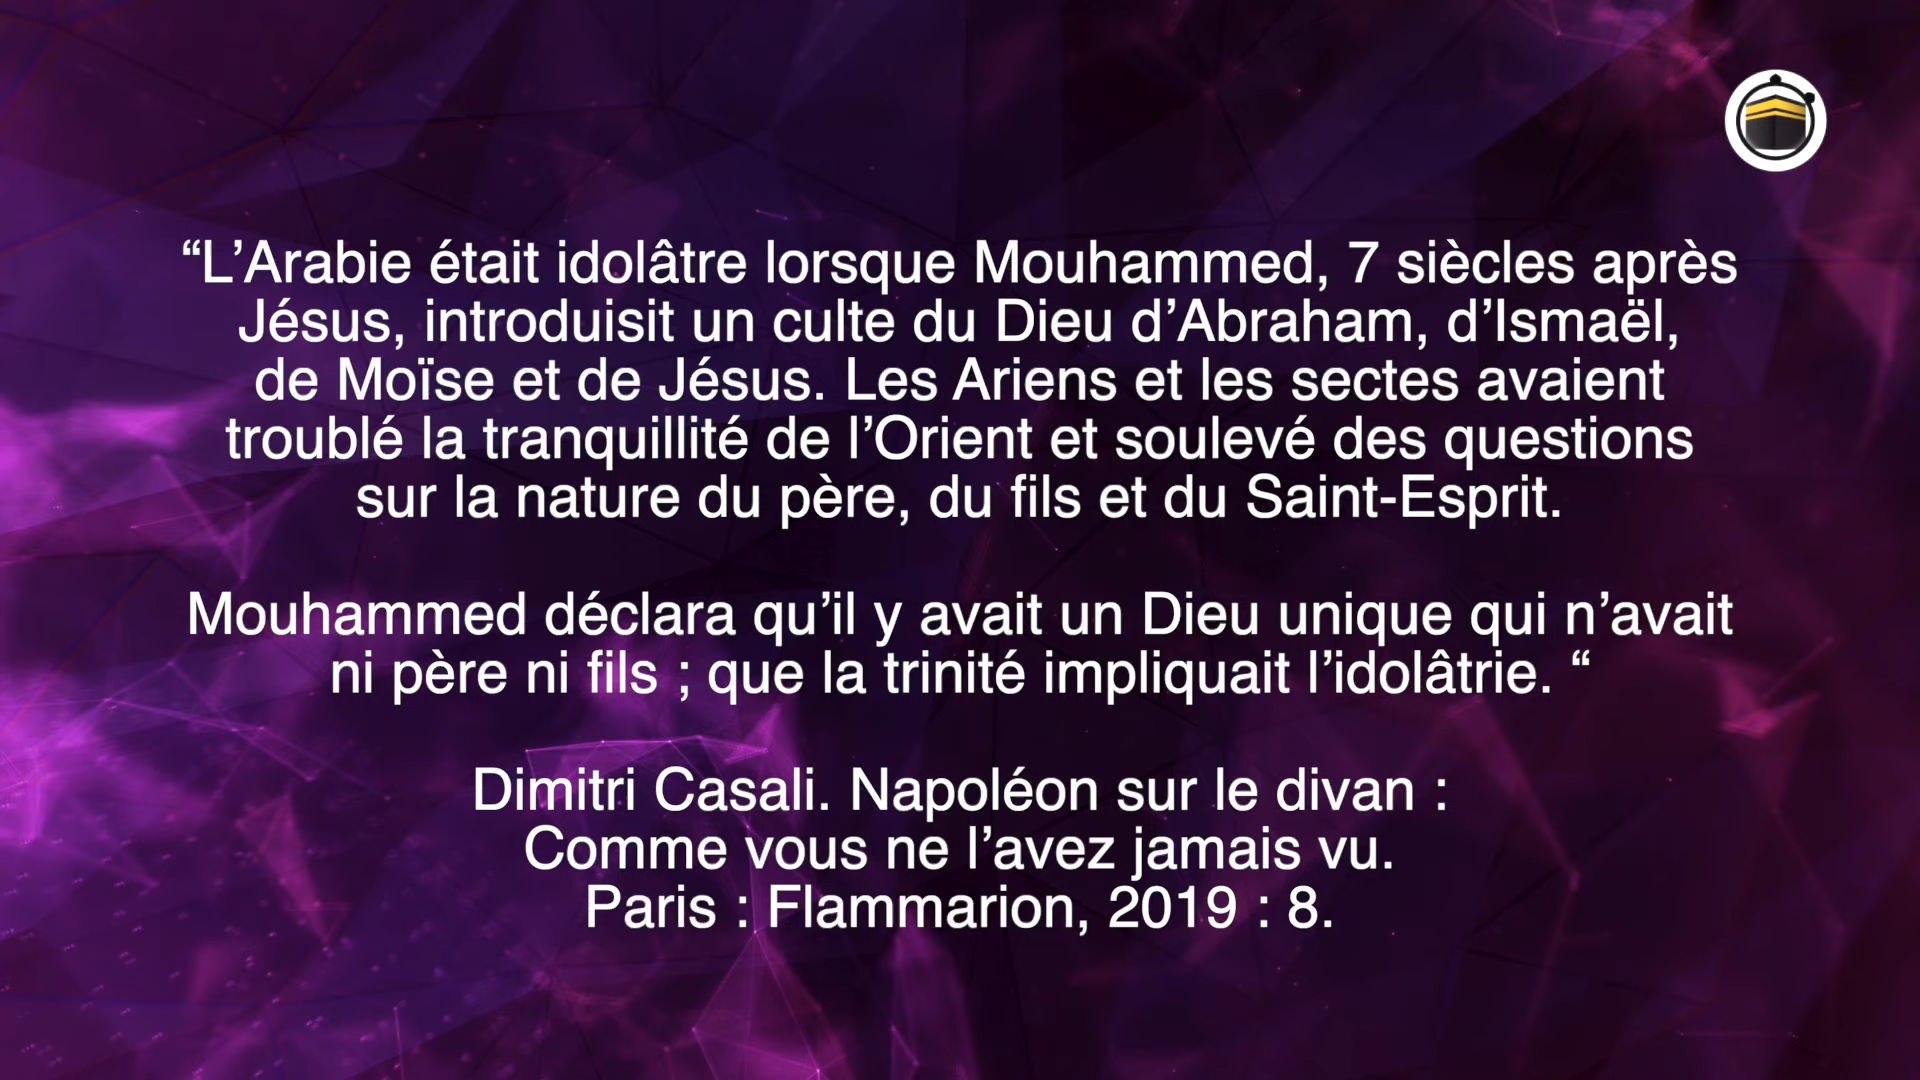 “L’Arabie était idolâtre lorsque Mouhammed, 7 siècles après
Jésus, introduisit un culte du Dieu d’Abraham, d’Ismaël,
de Moïse et de Jésus. Les Ariens et les sectes avaient
troublé la tranquillité de l’Orient et soulevé des questions
sur la nature du père, du fils et du Saint-Esprit.
Mouhammed déclara qu’il y avait un Dieu unique qui n’avait
ni père ni fils ; que la trinité impliquait l’idolâtrie. “
Dimitri Casali. Napoléon sur le divan :
Comme vous ne l’avez jamais vu.
Paris : Flammarion, 2019 : 8.